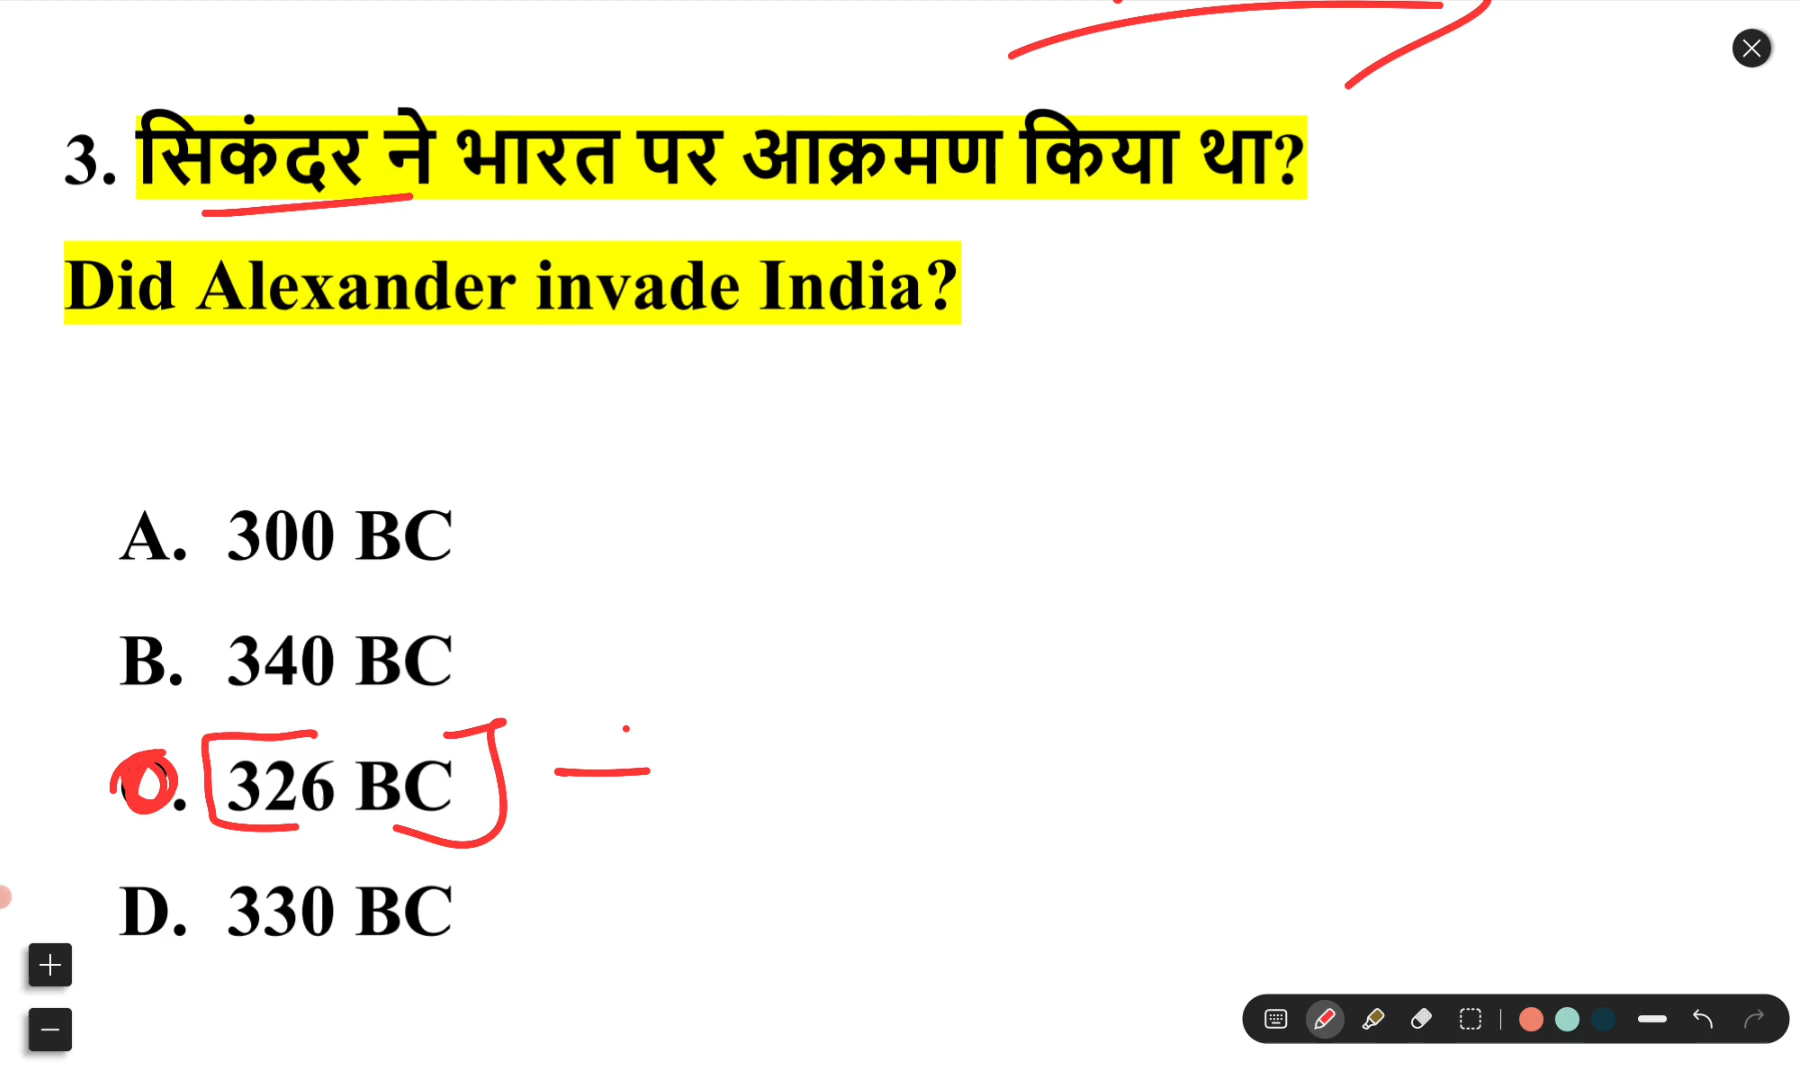 3. सिकंदर ने भारत पर आक्रमण किया था?
Did Alexander invade India?
A. 300 BC
B. 340 BC
. 326 BC
D. 330 BC